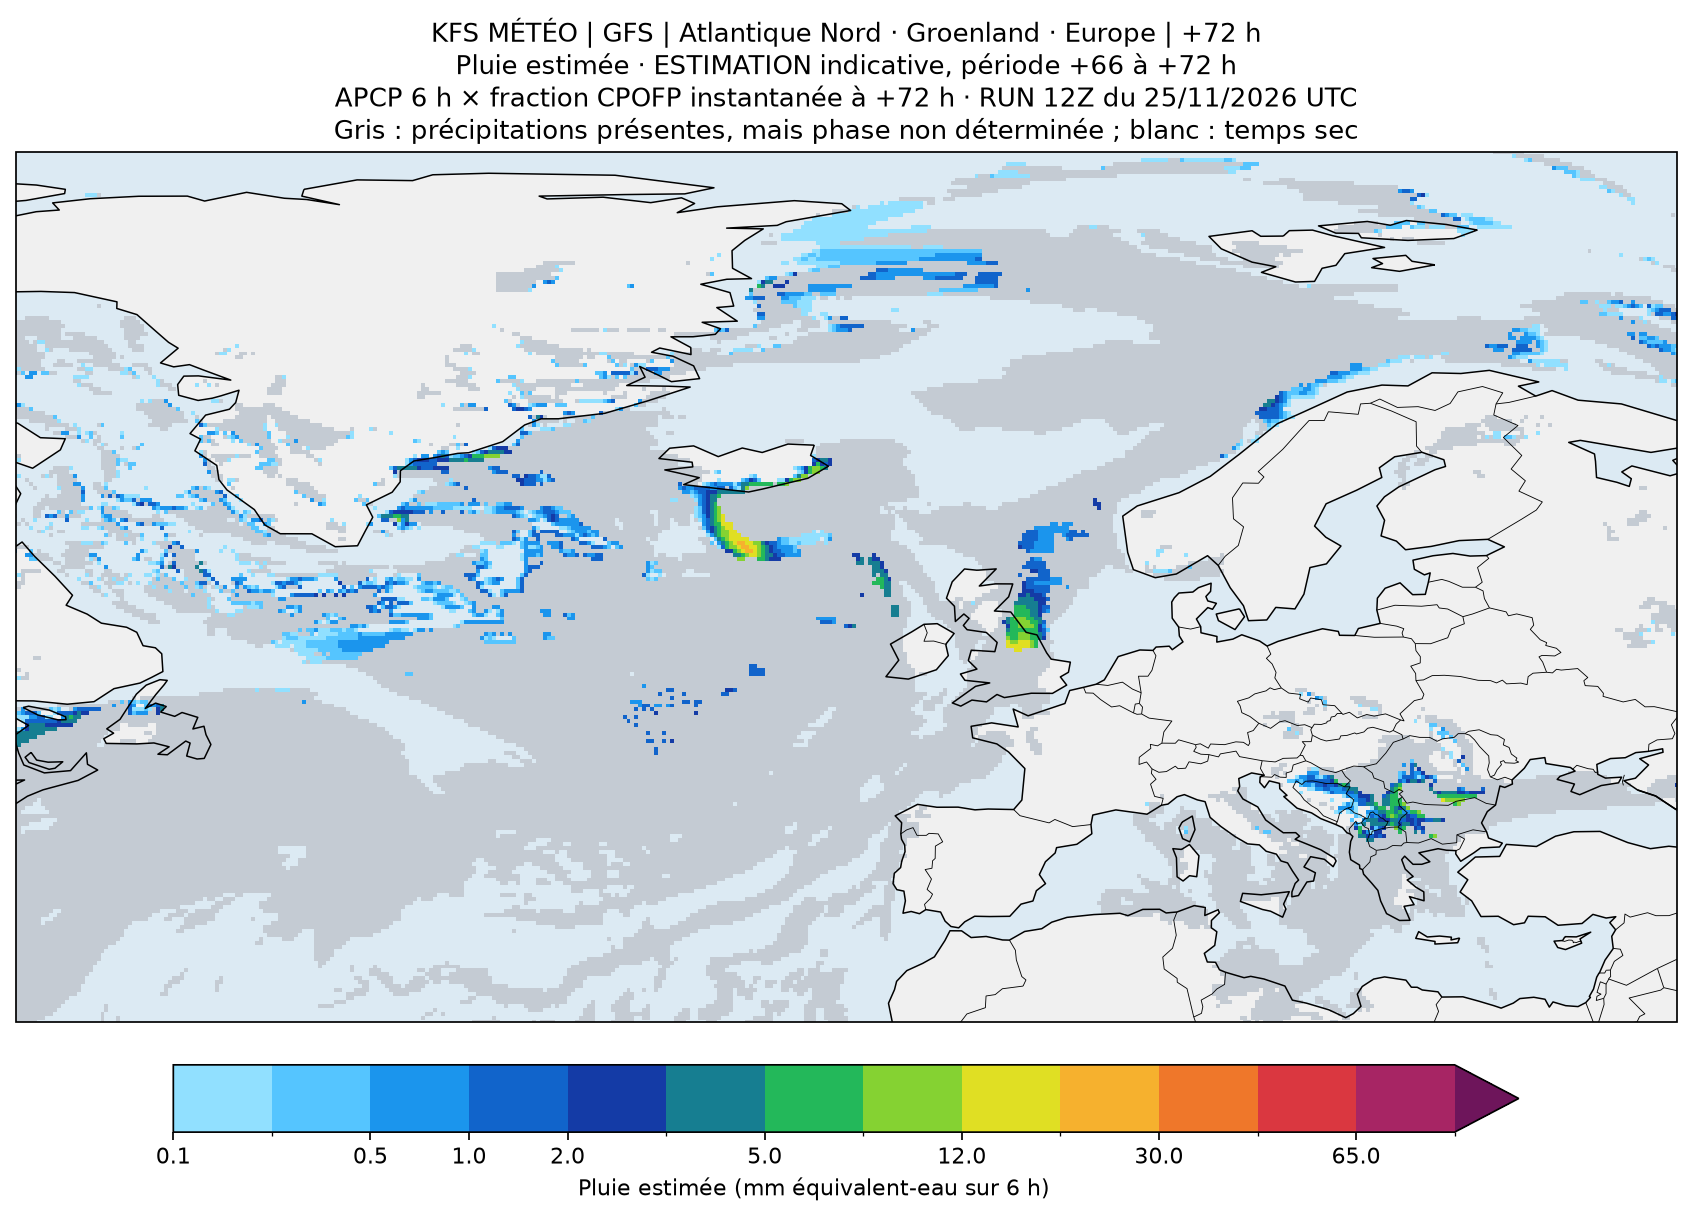 KFS MÉTÉO | GFS | Atlantique Nord · Groenland · Europe | +72 h
Pluie estimée · ESTIMATION indicative, période +66 à +72 h
APCP 6 h × fraction CPOFP instantanée à +72 h · RUN 12Z du 25/11/2026 UTC
Gris : précipitations présentes, mais phase non déterminée ; blanc : temps sec
0.1 0.5 1.0 2.0 5.0 12.0 30.0 65.0
Pluie estimée (mm équivalent-eau sur 6 h)